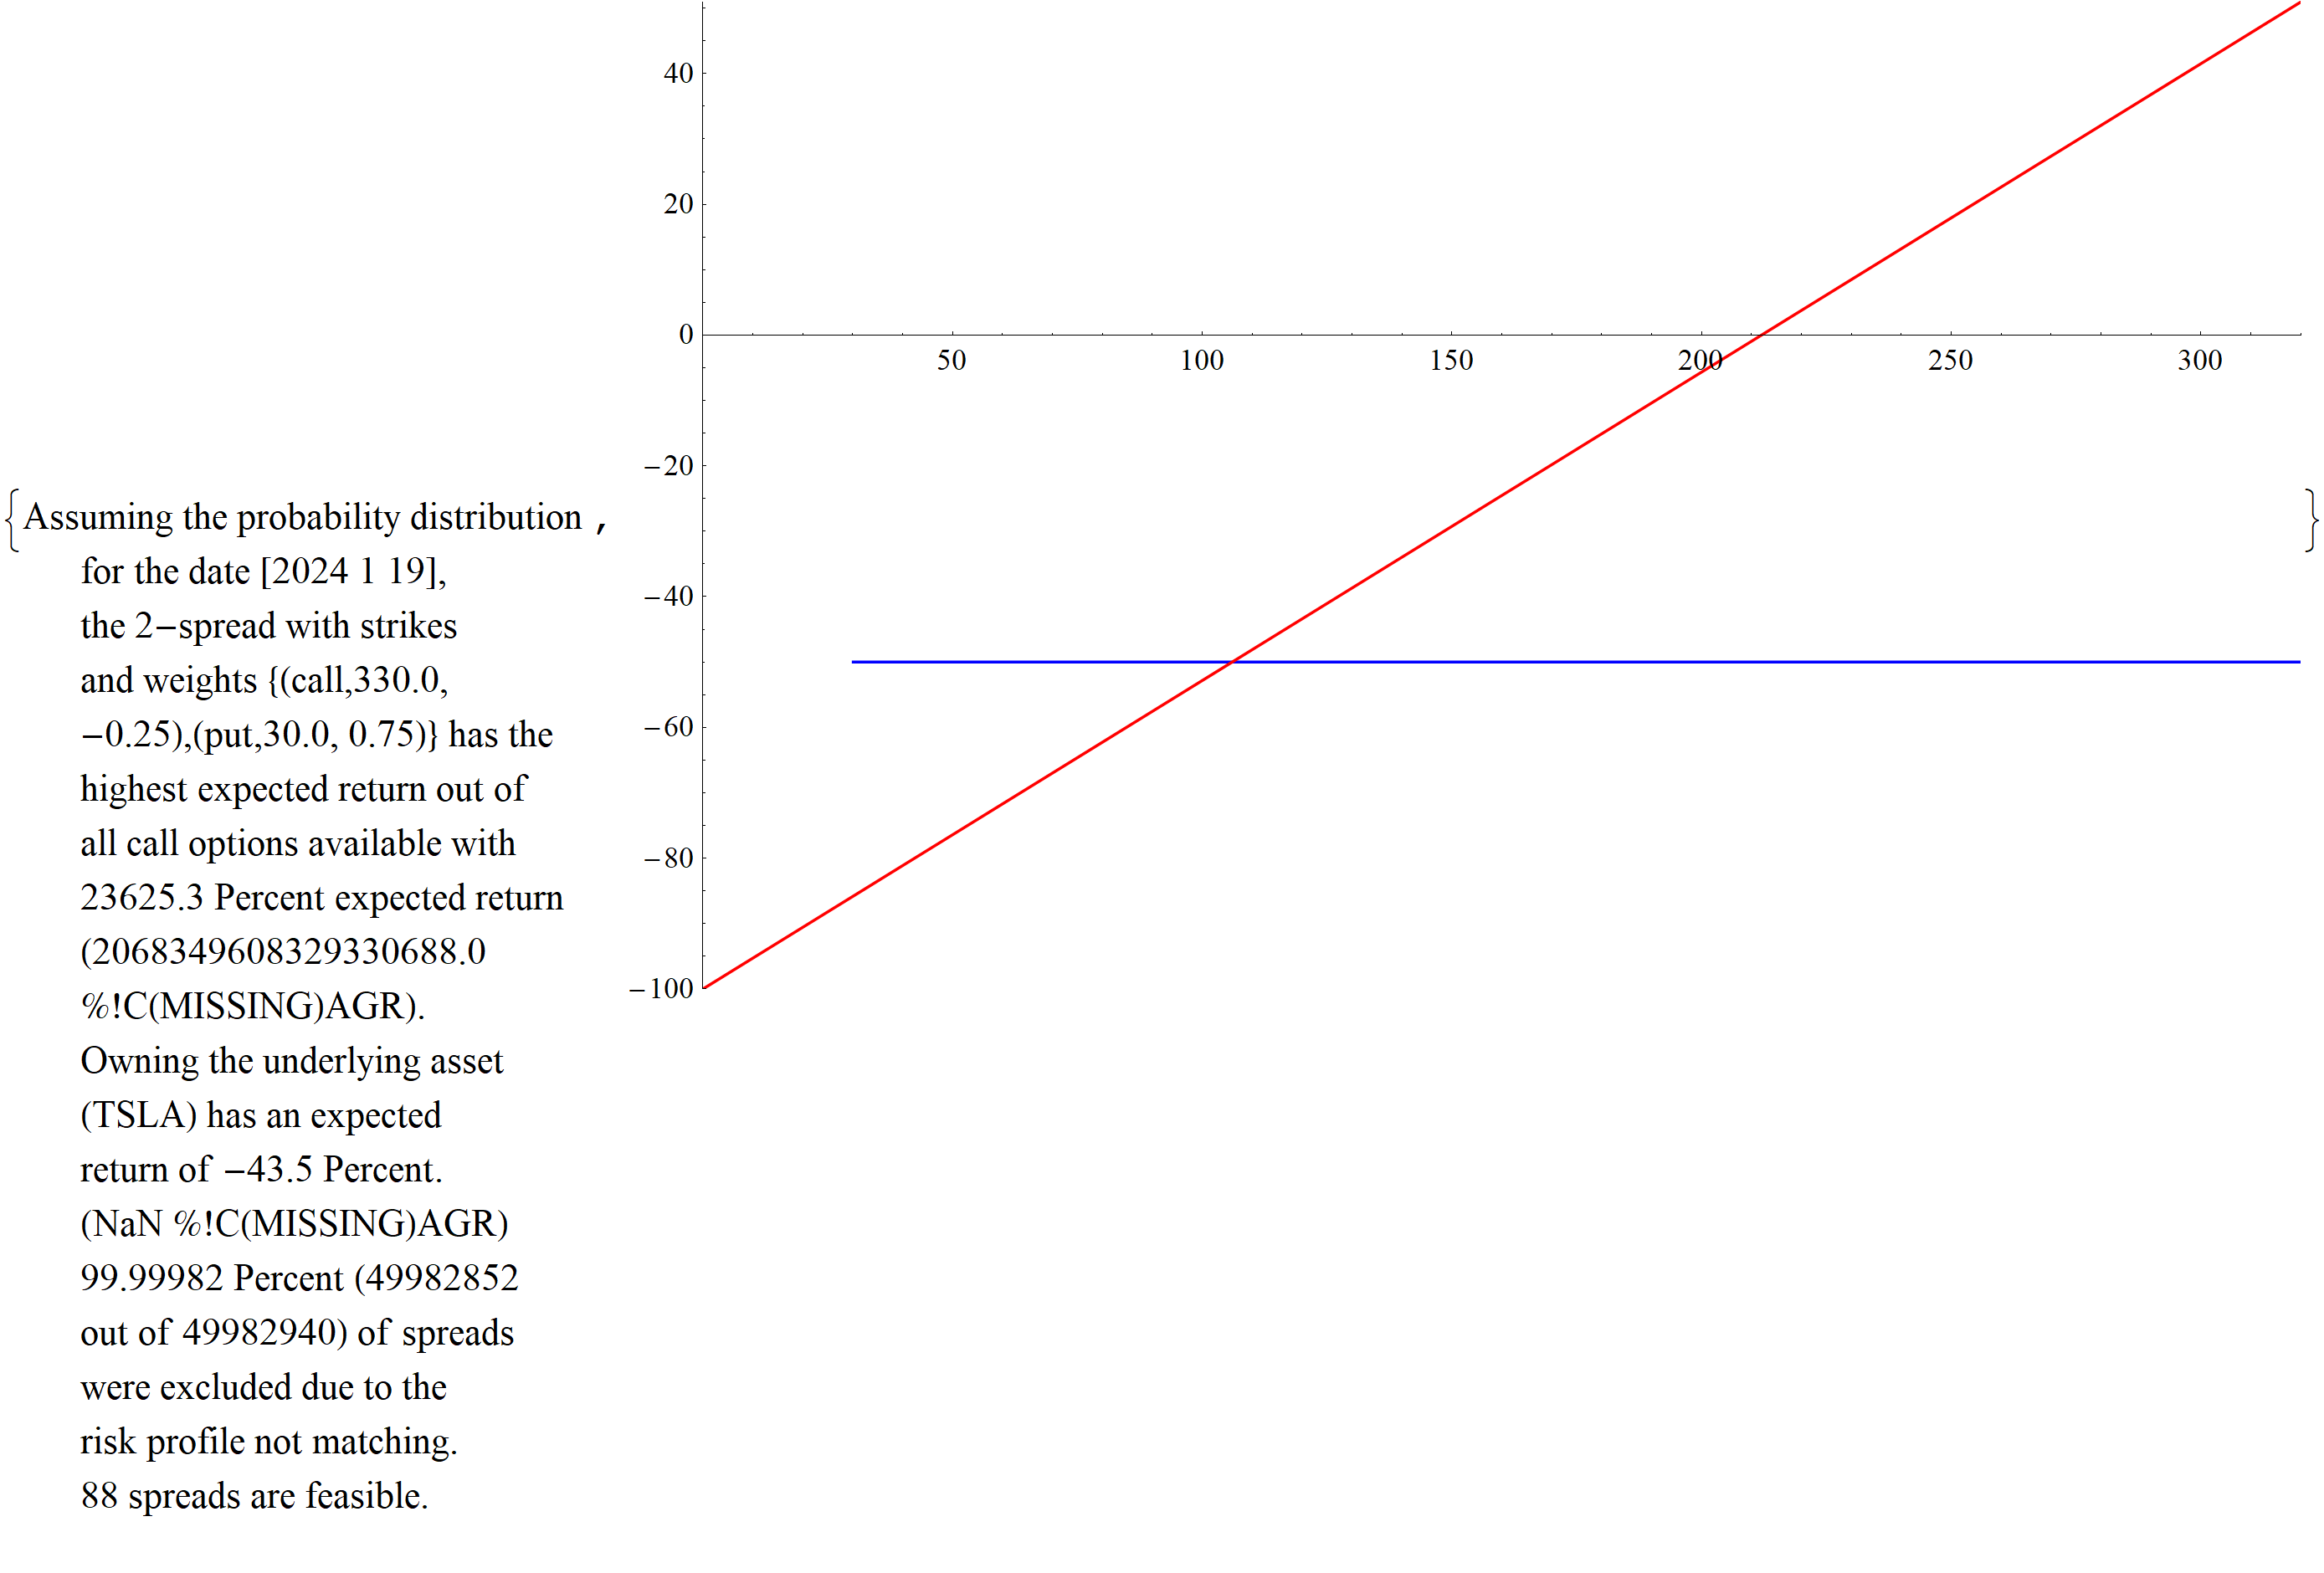 40
20
0
50 100 150 200 250 300
−20
−40
−60
−80
−100
{Assuming the probability distribution , }
for the date [2024 1 19],
the 2−spread with strikes
and weights {(call,330.0,
−0.25),(put,30.0, 0.75)} has the
highest expected return out of
all call options available with
23625.3 Percent expected return
(2068349608329330688.0
%!C(MISSING)AGR).
Owning the underlying asset
(TSLA) has an expected
return of −43.5 Percent.
(NaN %!C(MISSING)AGR)
99.99982 Percent (49982852
out of 49982940) of spreads
were excluded due to the
risk profile not matching.
88 spreads are feasible.